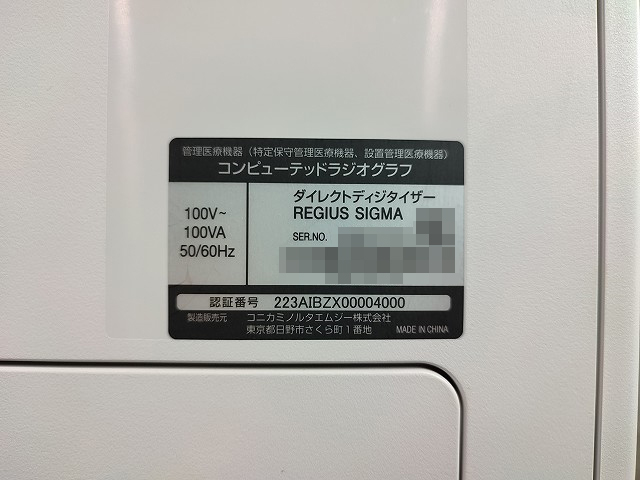 管理医療機器（特定保守管理医療機器、設置管理医療機器）
コンピューテッドラジオグラフ
100V~
100VA
50/60Hz
ダイレクトディジタイザー
REGIUS SIGMA
SER.NO.
認証番号 223AIBZX00004000
製造販売元 コニカミノルタエムジー株式会社
東京都日野市さくら町1番地 MADE IN CHINA